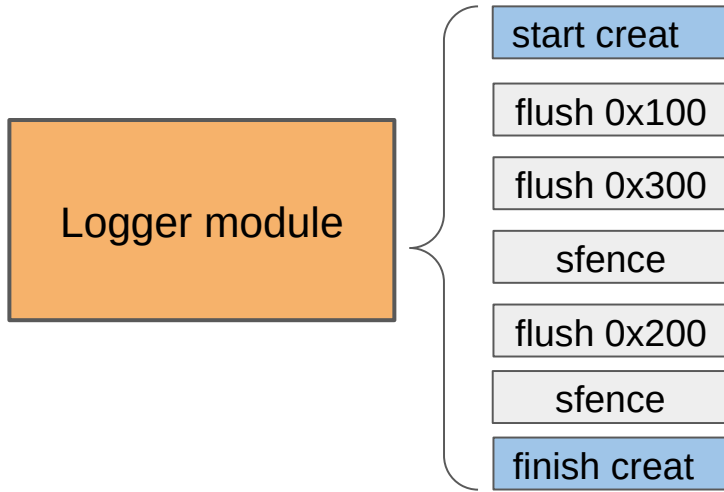 Logger module
start creat
flush 0x100
flush 0x300
sfence
flush 0x200
sfence
finish creat